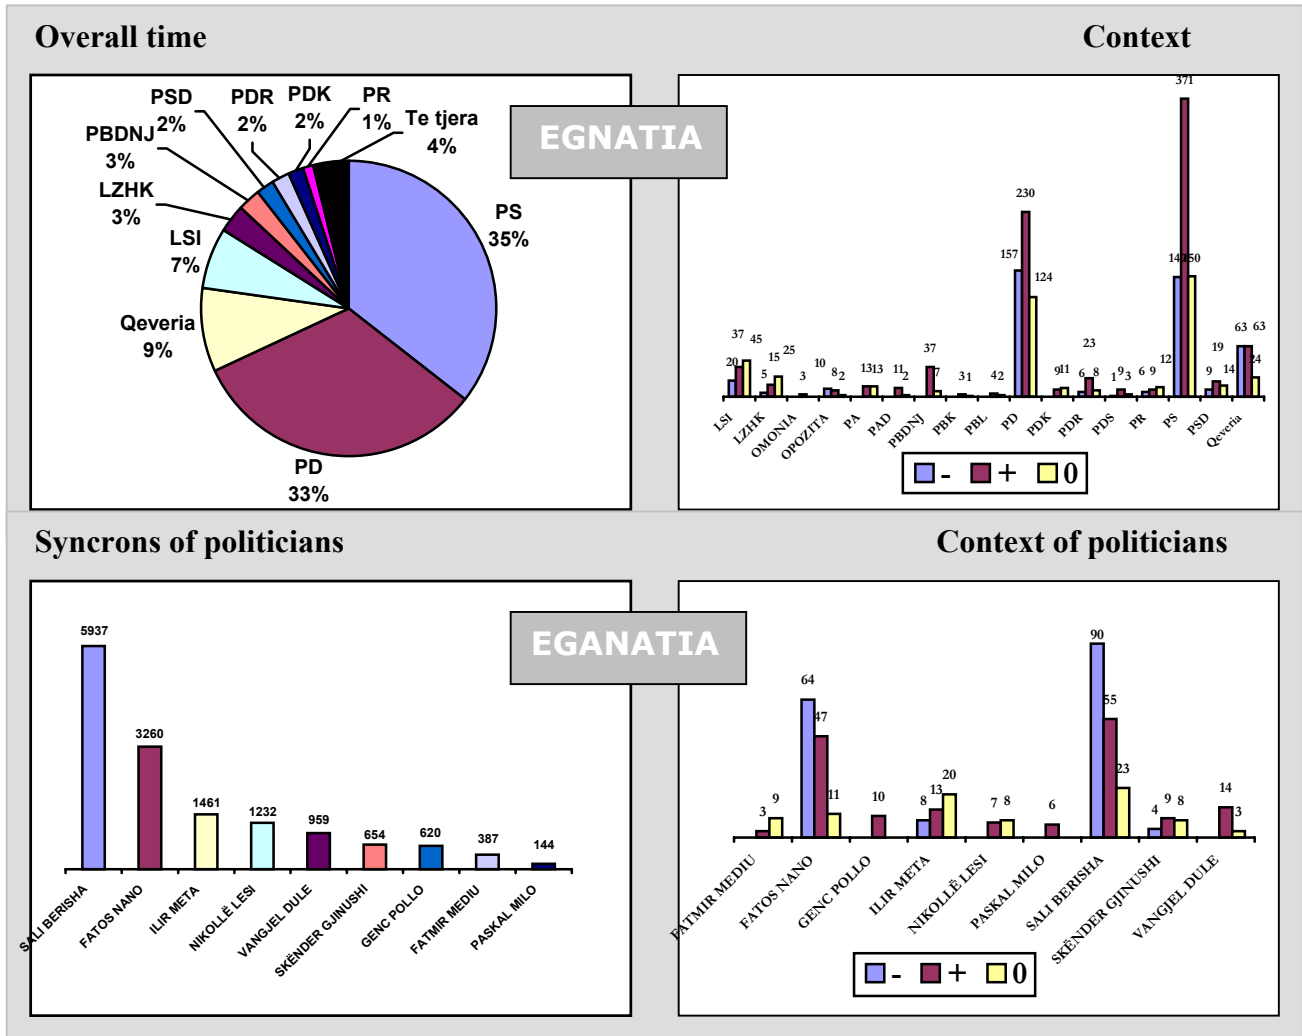 Overall time
Context
EGNATIA
PSD
2%
PDR
2%
PDK
2%
PR
1%
Te tjera
4%
PBDNJ
3%
LZHK
3%
LSI
7%
Qeveria
9%
PS
35%
PD
33%
20 37 45
5 15 25
3
10 8 2
13 13
11 2
37 7
3 1
4 2
157 230 124
9 11
6 23 8
1 9 3
6 9 12
371 150
9 19 14
63 63 24
LSI
LZHK
OMONIA
OPOZITA
PA
PAD
PBDNJ
PBK
PBL
PD
PDK
PDR
PDS
PR
PS
PSD
Qeveria
- + 0
Syncrons of politicians
Context of politicians
EGANATIA
5937
3260
1461
1232
959
654
620
387
144
SALI BERISHA
FATOS NANO
ILIR META
NIKOLLË LESI
VANGJEL DULE
SKËNDER GJINUSHI
GENC POLLO
FATMIR MEDIU
PASKAL MILO
3 9
64 47 11
10
8 13 20
7 8
6
90 55 23
4 9 8
14 3
FATMIR MEDIU
FATOS NANO
GENC POLLO
ILIR META
NIKOLLË LESI
PASKAL MILO
SALI BERISHA
SKËNDER GJINUSHI
VANGJEL DULE
- + 0